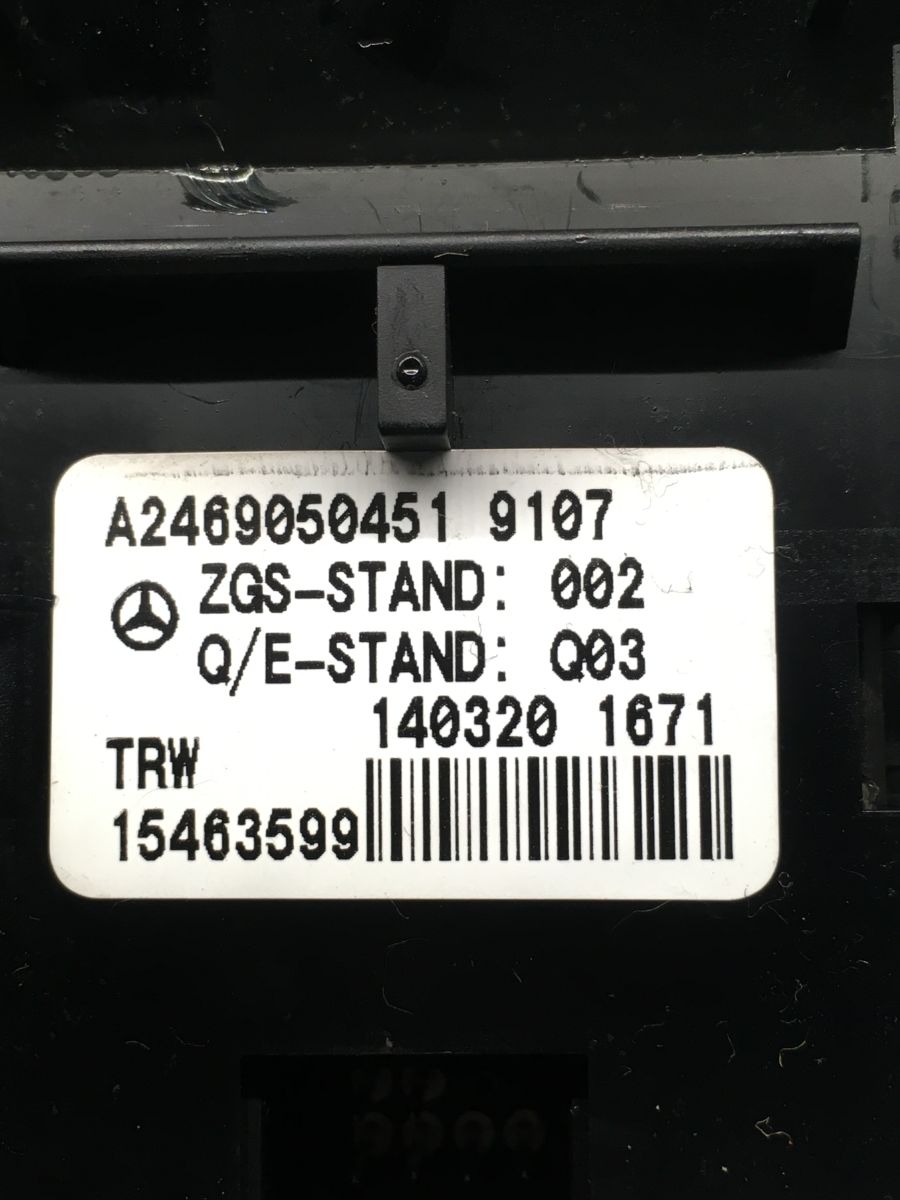 A2469050451 9107
ZGS-STAND: 002
Q/E-STAND: Q03
140320 1671
TRW
15463599